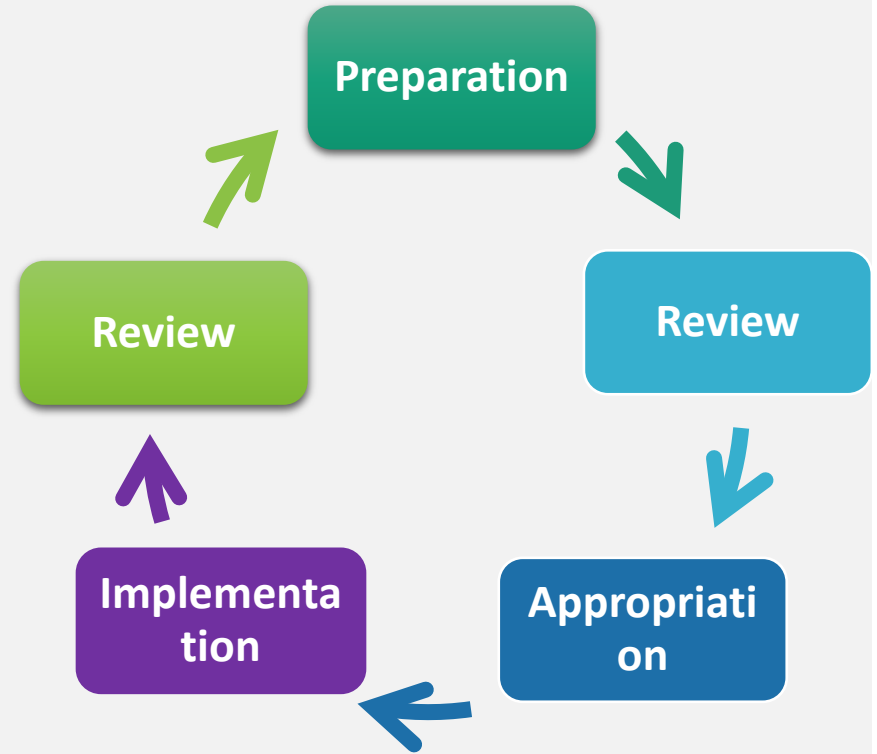 Preparation
Review
Appropriati
on
Implementa
tion
Review